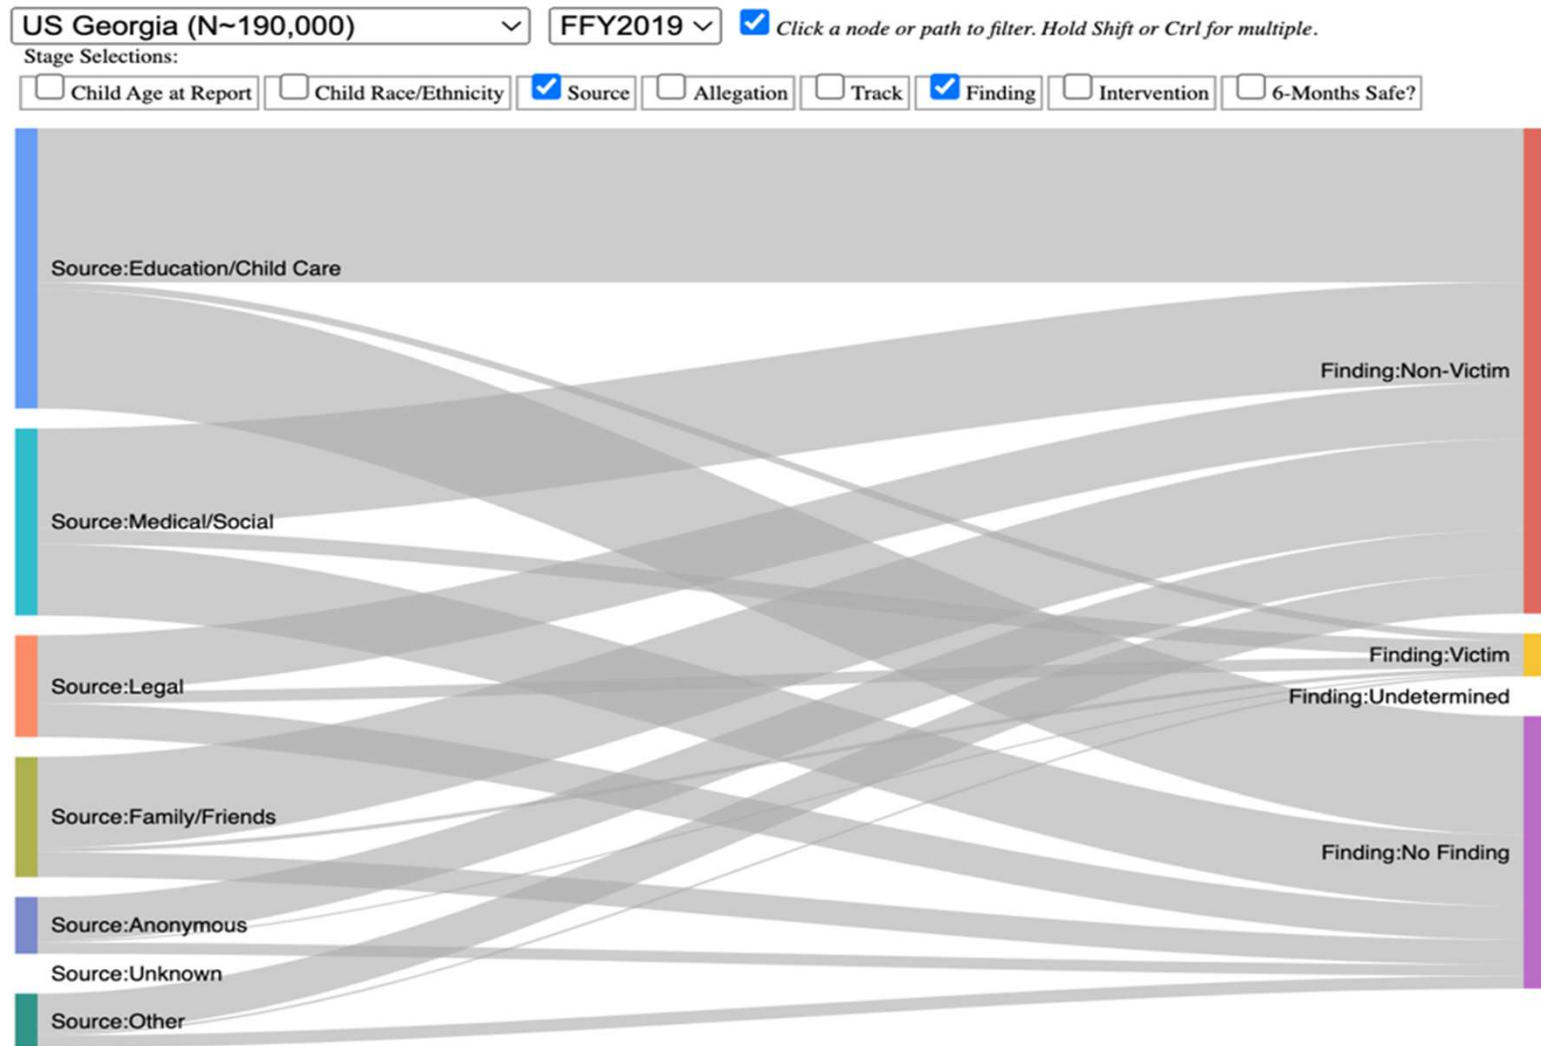 US Georgia (N~190,000) FFY2019 Click a node or path to filter. Hold Shift or Ctrl for multiple.
Stage Selections:
Child Age at Report Child Race/Ethnicity Source Allegation Track Finding Intervention 6-Months Safe?
Source:Education/Child Care
Finding:Non-Victim
Source:Medical/Social
Finding:Victim
Source:Legal
Finding:Undetermined
Source:Family/Friends
Finding:No Finding
Source:Anonymous
Source:Unknown
Source:Other